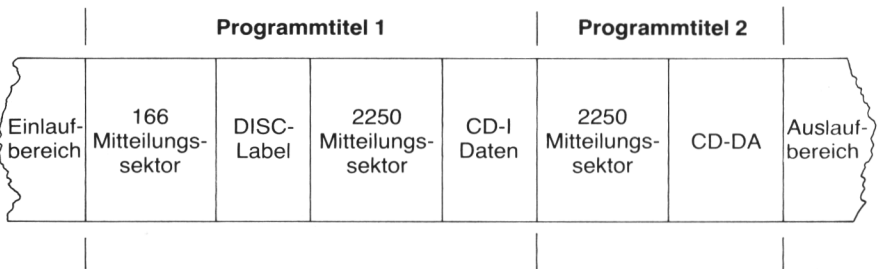 Programmtitel 1
Programmtitel 2
Einlauf-
bereich
166
Mitteilungs-
sektor
DISC-
Label
2250
Mitteilungs-
sektor
CD-I
Daten
2250
Mitteilungs-
sektor
CD-DA
Auslauf-
bereich